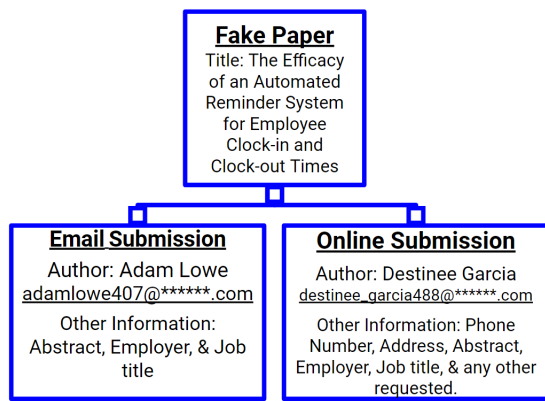 Fake Paper
Title: The Efficacy
of an Automated
Reminder System
for Employee
Clock-in and
Clock-out Times
Email Submission
Author: Adam Lowe
adamlowe407@******.com
Other Information:
Abstract, Employer, & Job
title
Online Submission
Author: Destinee Garcia
destinee_garcia488@******.com
Other Information: Phone
Number, Address, Abstract,
Employer, Job title, & any other
requested.